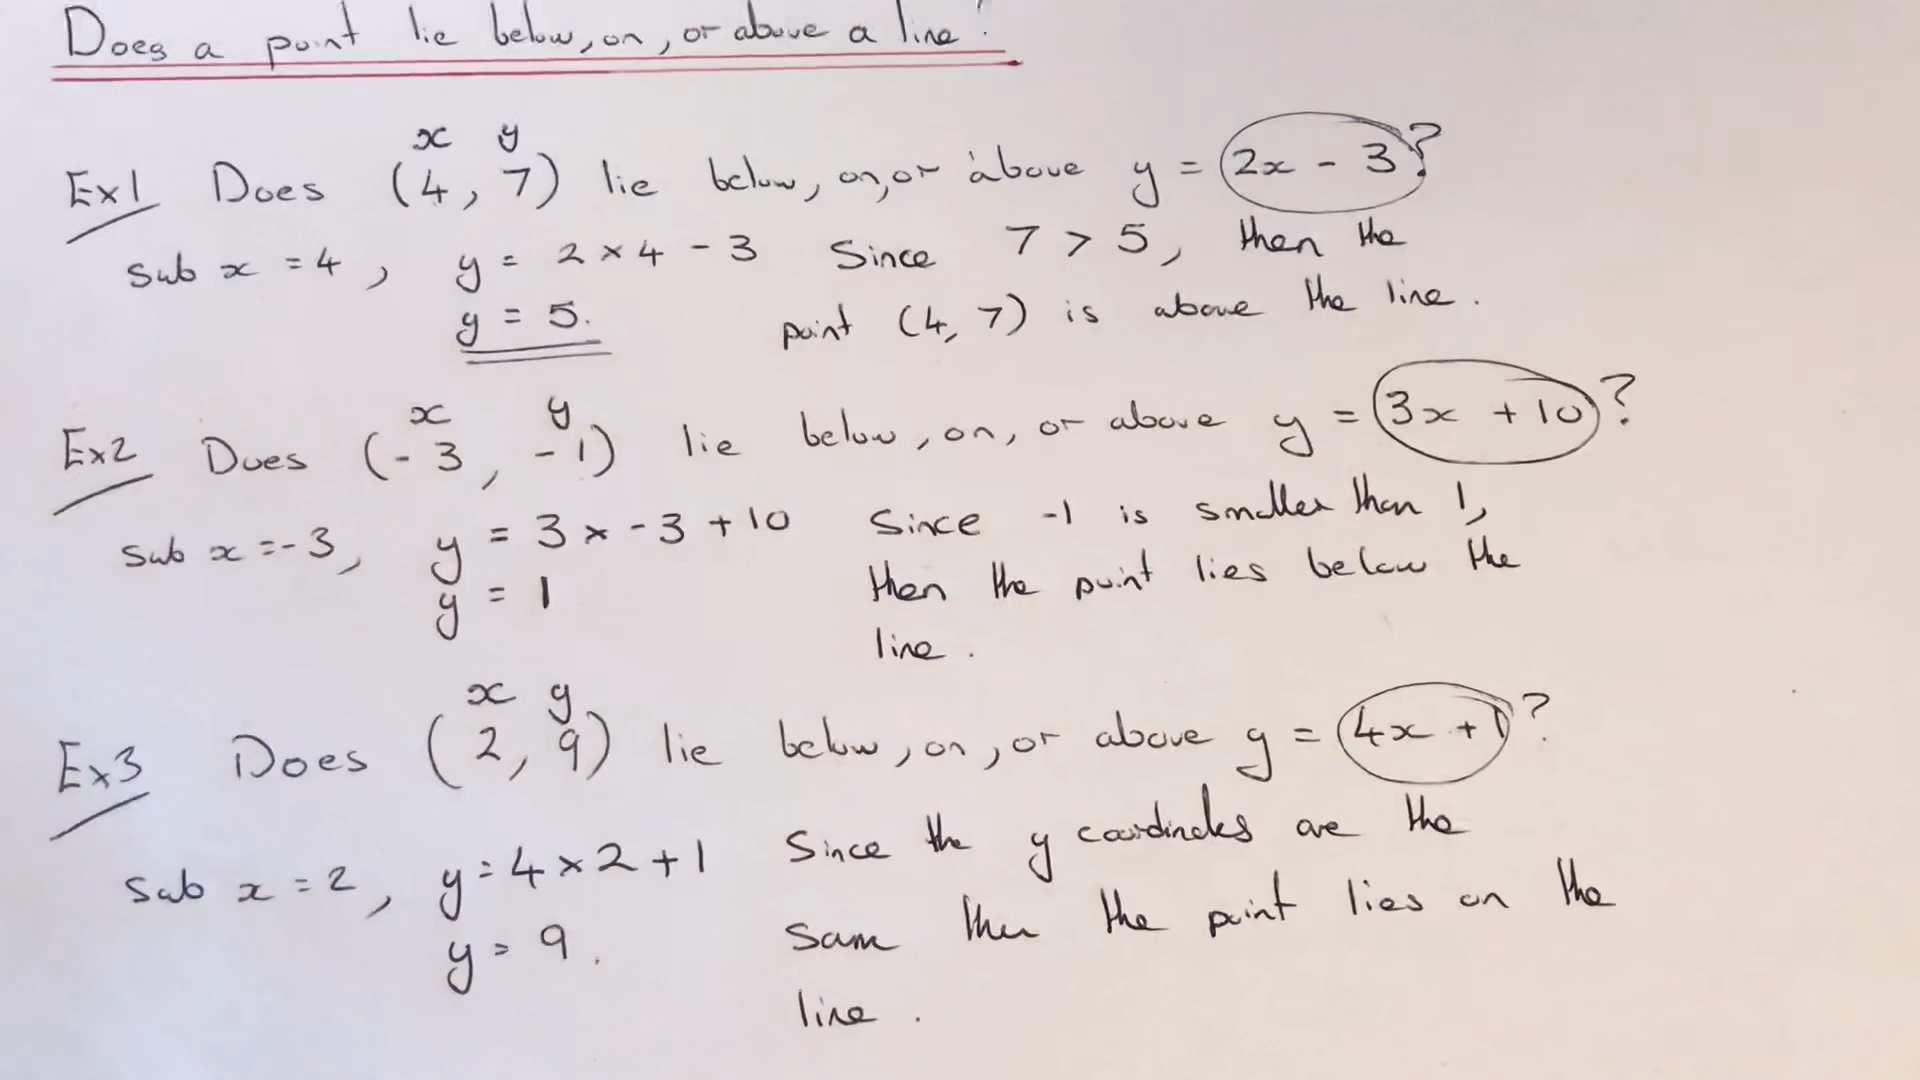 Does a point lie below, on, or above a line?
x y
Ex1 Does (4, 7) lie below, on, or above y = 2x - 3?
sub x = 4, y = 2 × 4 - 3 Since 7 > 5, then the
y = 5. point (4, 7) is above the line.
x y
Ex2 Does (-3, -1) lie below, on, or above y = 3x + 10?
sub x = -3, y = 3 × -3 + 10 Since -1 is smaller than 1,
y = 1 then the point lies below the
line.
x y
Ex3 Does (2, 9) lie below, on, or above y = 4x + 1?
sub x = 2, y = 4 × 2 + 1 Since the y coordinates are the
y = 9. same then the point lies on the
line.